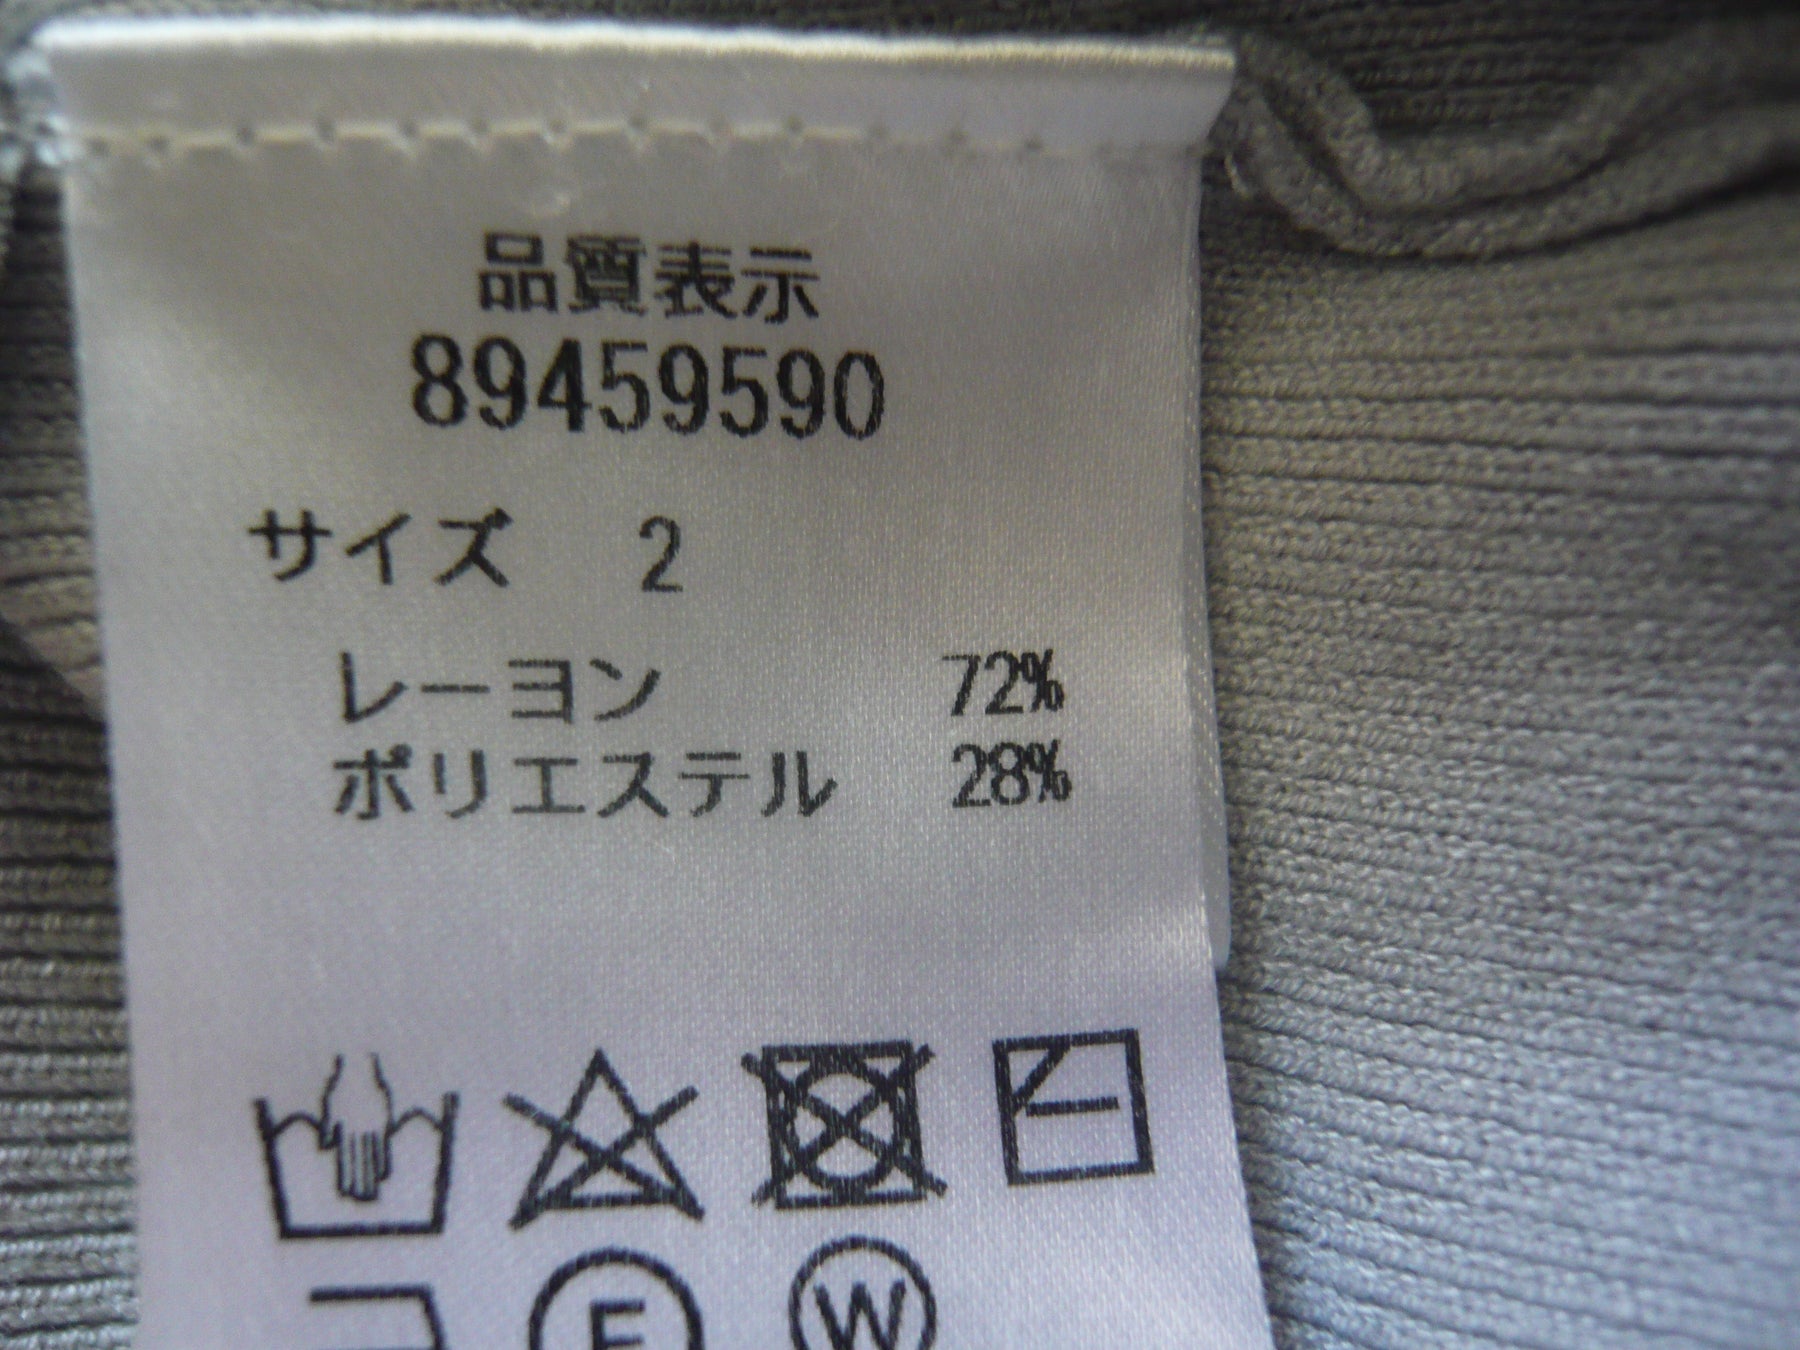 品質表示
89459590
サイズ 2
レーヨン 72%
ポリエステル 28%
F W